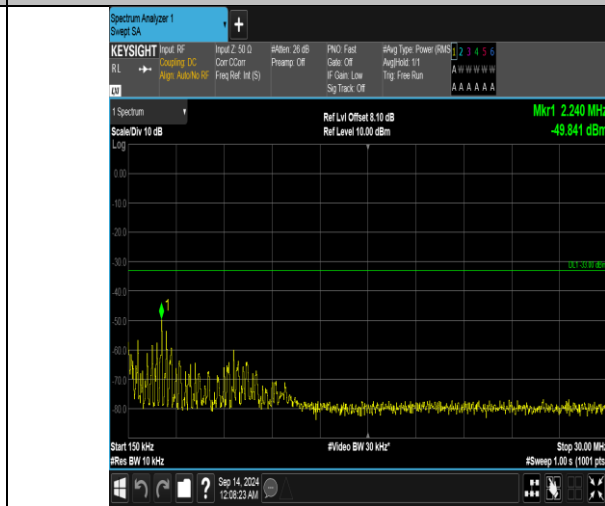 Spectrum Analyzer 1
Swept SA
+
KEYSIGHT
RL
Input: RF
Coupling: DC
Align: Auto/No RF
Input Z: 50 Ω
Corr CCorr
Freq Ref: Int (S)
#Atten: 26 dB
Preamp: Off
PNO: Fast
Gate: Off
IF Gain: Low
Sig Track: Off
#Avg Type: Power (RMS
Avg|Hold: 1/1
Trig: Free Run
1 2 3 4 5 6
A W W W W W
A A A A A A
1 Spectrum
Scale/Div 10 dB
Log
Ref Lvl Offset 8.10 dB
Ref Level 10.00 dBm
Mkr1 2.240 MHz
-49.841 dBm
0.00
-10.0
-20.0
-30.0
DL1 -33.00 dBm
-40.0
1
-50.0
-60.0
-70.0
-80.0
Start 150 kHz
#Video BW 30 kHz*
Stop 30.00 MHz
#Res BW 10 kHz
#Sweep 1.00 s (1001 pts)
?
Sep 14, 2024
12:08:23 AM